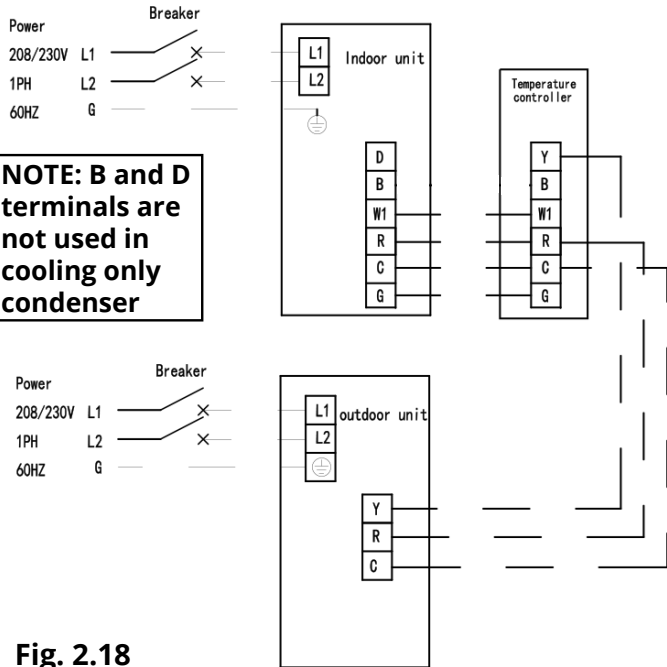 Power
Breaker
208/230V L1
1PH L2
60HZ G
L1
L2
Indoor unit
D
B
W1
R
C
G
Temperature
controller
Y
B
W1
R
C
G
NOTE: B and D
terminals are
not used in
cooling only
condenser
Power
Breaker
208/230V L1
1PH L2
60HZ G
L1
L2
outdoor unit
Y
R
C
Fig. 2.18